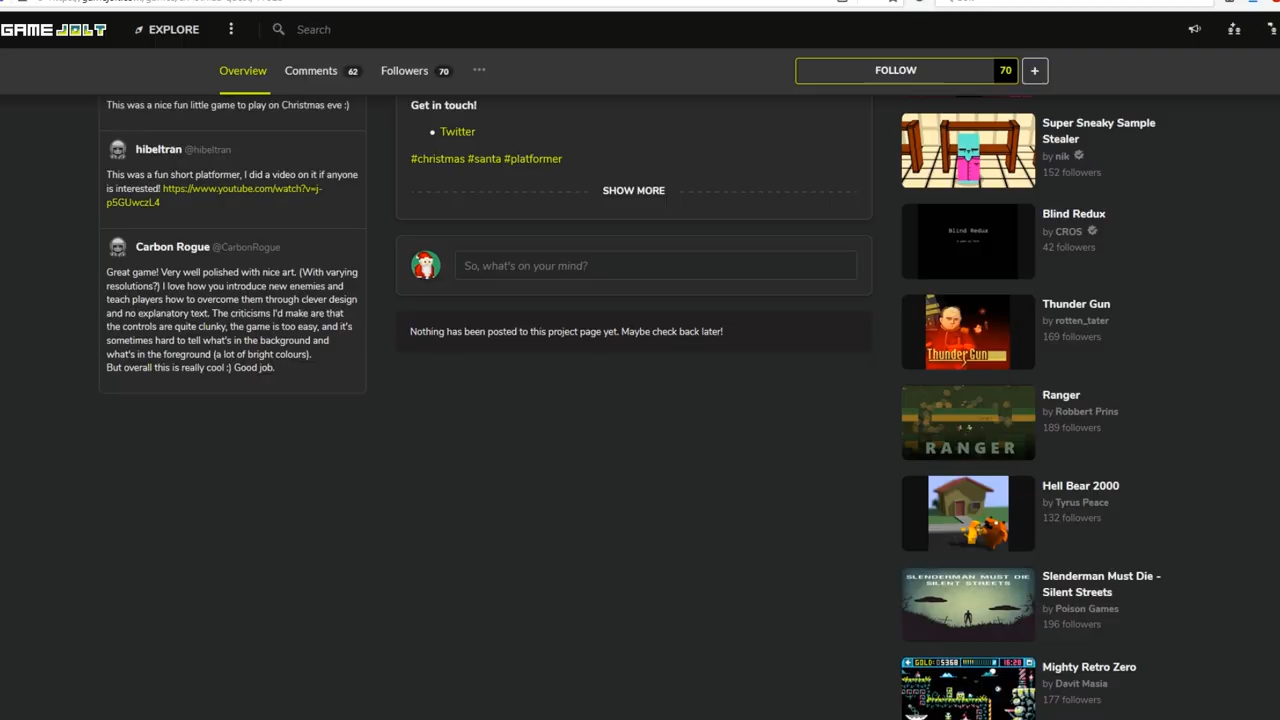 GAME JOLT
EXPLORE
Search
Overview
Comments 62
Followers 70
FOLLOW 70
This was a nice fun little game to play on Christmas eve :)
hibeltran @hibeltran
This was a fun short platformer, I did a video on it if anyone
is interested! https://www.youtube.com/watch?v=j-
p5GUwczL4
Carbon Rogue @CarbonRogue
Great game! Very well polished with nice art. (With varying
resolutions?) I love how you introduce new enemies and
teach players how to overcome them through clever design
and no explanatory text. The criticisms I'd make are that
the controls are quite clunky, the game is too easy, and it's
sometimes hard to tell what's in the background and
what's in the foreground (a lot of bright colours).
But overall this is really cool :) Good job.
Get in touch!
Twitter
#christmas #santa #platformer
SHOW MORE
So, what's on your mind?
Nothing has been posted to this project page yet. Maybe check back later!
Super Sneaky Sample
Stealer
by nik
152 followers
Blind Redux
Blind Redux
by CROS
42 followers
Thunder Gun
Thunder Gun
by rotten_tater
169 followers
RANGER
Ranger
by Robbert Prins
189 followers
Hell Bear 2000
by Tyrus Peace
132 followers
SLENDERMAN MUST DIE
SILENT STREETS
Slenderman Must Die -
Silent Streets
by Poison Games
196 followers
GOLD:05368
16:20
Mighty Retro Zero
by Davit Masia
177 followers